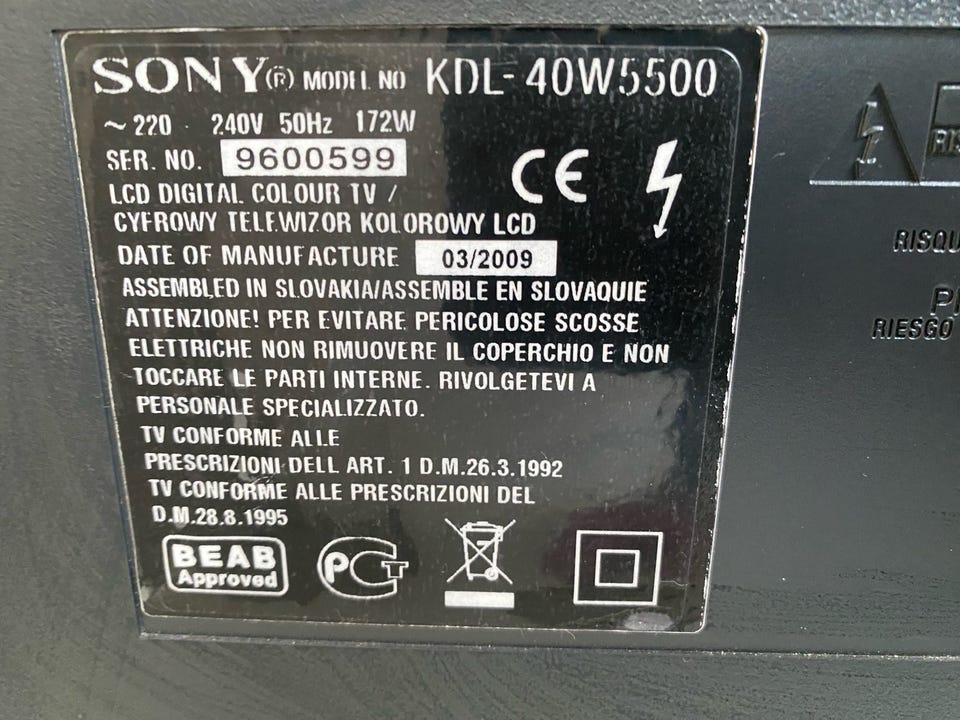 SONY(R) MODEL NO KDL-40W5500
~ 220 - 240V 50Hz 172W
SER. NO. 9600599
LCD DIGITAL COLOUR TV /
CYFROWY TELEWIZOR KOLOROWY LCD
DATE OF MANUFACTURE 03/2009
ASSEMBLED IN SLOVAKIA/ASSEMBLE EN SLOVAQUIE
ATTENZIONE! PER EVITARE PERICOLOSE SCOSSE
ELETTRICHE NON RIMUOVERE IL COPERCHIO E NON
TOCCARE LE PARTI INTERNE. RIVOLGETEVI A
PERSONALE SPECIALIZZATO.
TV CONFORME ALLE
PRESCRIZIONI DELL ART. 1 D.M.26.3.1992
TV CONFORME ALLE PRESCRIZIONI DEL
D.M.28.8.1995
CE
BEAB
Approved
PCT
RIESGO